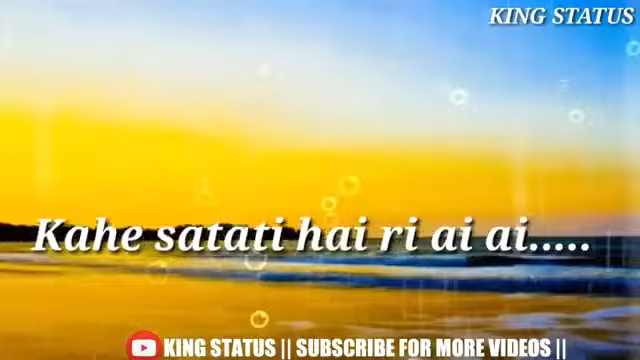 KING STATUS
Kahe satati hai ri ai ai.....
KING STATUS || SUBSCRIBE FOR MORE VIDEOS ||